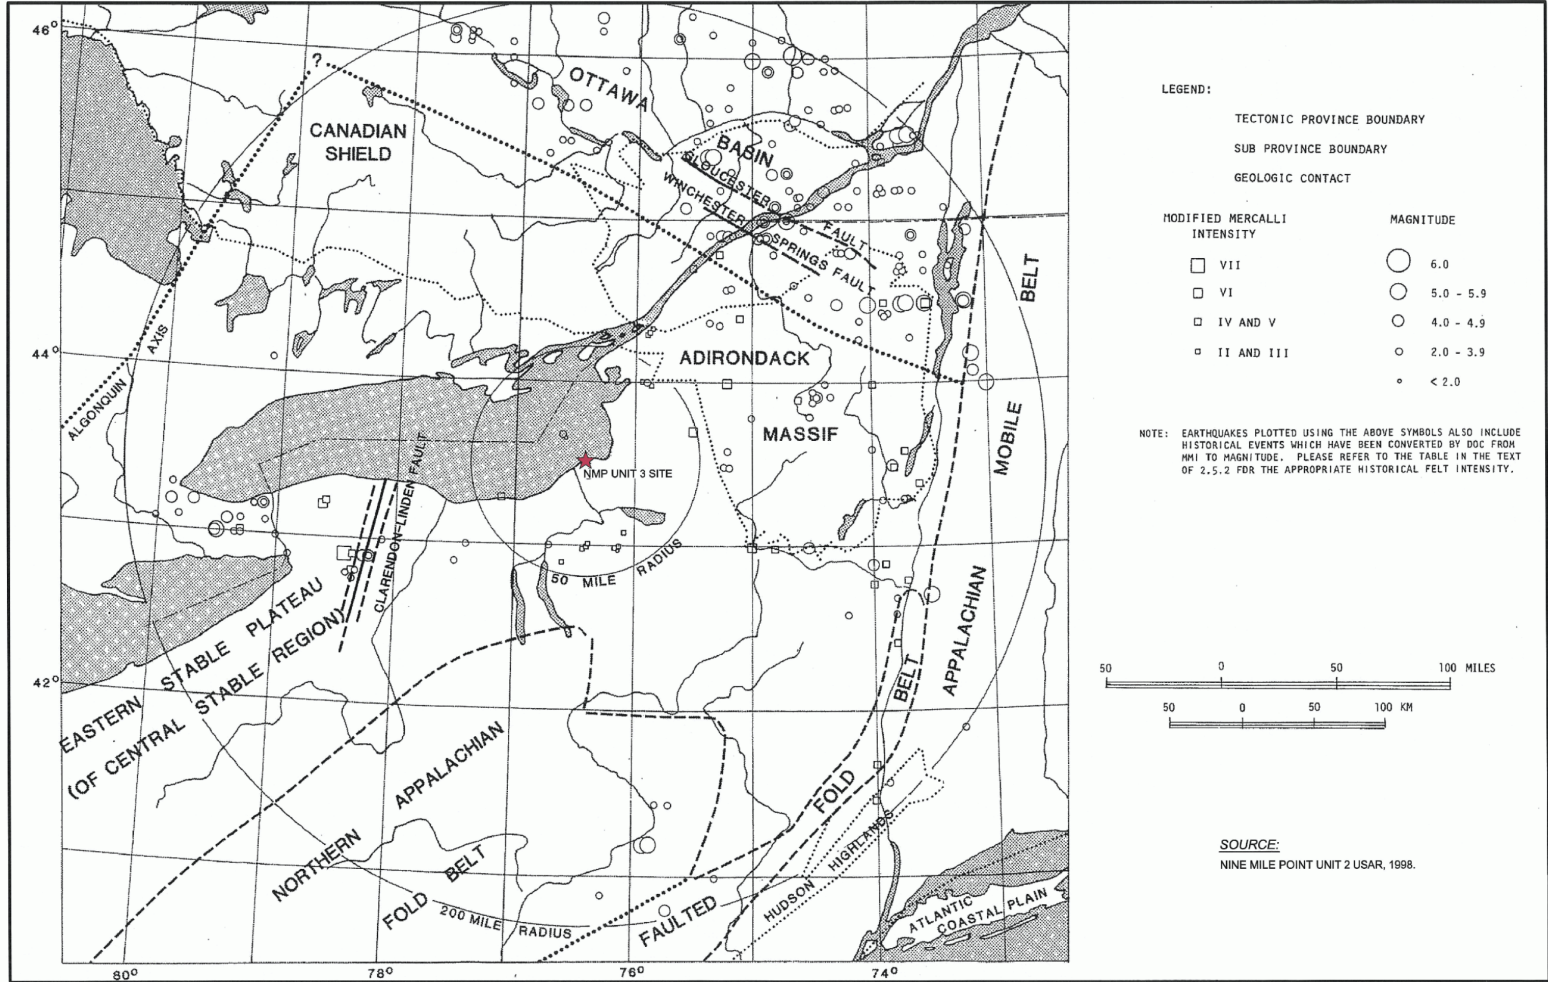 46°
?
OTTAWA
CANADIAN
SHIELD
BASIN
GLOUCESTER
WINCHESTER
FAULT
SPRINGS FAULT
BELT
44°
AXIS
ALGONQUIN
ADIRONDACK
MASSIF
MOBILE
CLARENDON-LINDEN FAULT
NMP UNIT 3 SITE
50 MILE RADIUS
APPALACHIAN
EASTERN STABLE PLATEAU
(OF CENTRAL STABLE REGION)
42°
BELT
APPALACHIAN
FOLD
NORTHERN
BELT
FOLD
200 MILE RADIUS
FAULTED
HUDSON HIGHLANDS
ATLANTIC
COASTAL PLAIN
80°
78°
76°
74°
LEGEND:
TECTONIC PROVINCE BOUNDARY
SUB PROVINCE BOUNDARY
GEOLOGIC CONTACT
MODIFIED MERCALLI
INTENSITY
MAGNITUDE
VII
6.0
VI
5.0 - 5.9
IV AND V
4.0 - 4.9
II AND III
2.0 - 3.9
< 2.0
NOTE: EARTHQUAKES PLOTTED USING THE ABOVE SYMBOLS ALSO INCLUDE
HISTORICAL EVENTS WHICH HAVE BEEN CONVERTED BY DOC FROM
MMI TO MAGNITUDE. PLEASE REFER TO THE TABLE IN THE TEXT
OF 2.5.2 FDR THE APPROPRIATE HISTORICAL FELT INTENSITY.
50 0 50 100 MILES
50 0 50 100 KM
SOURCE:
NINE MILE POINT UNIT 2 USAR, 1998.